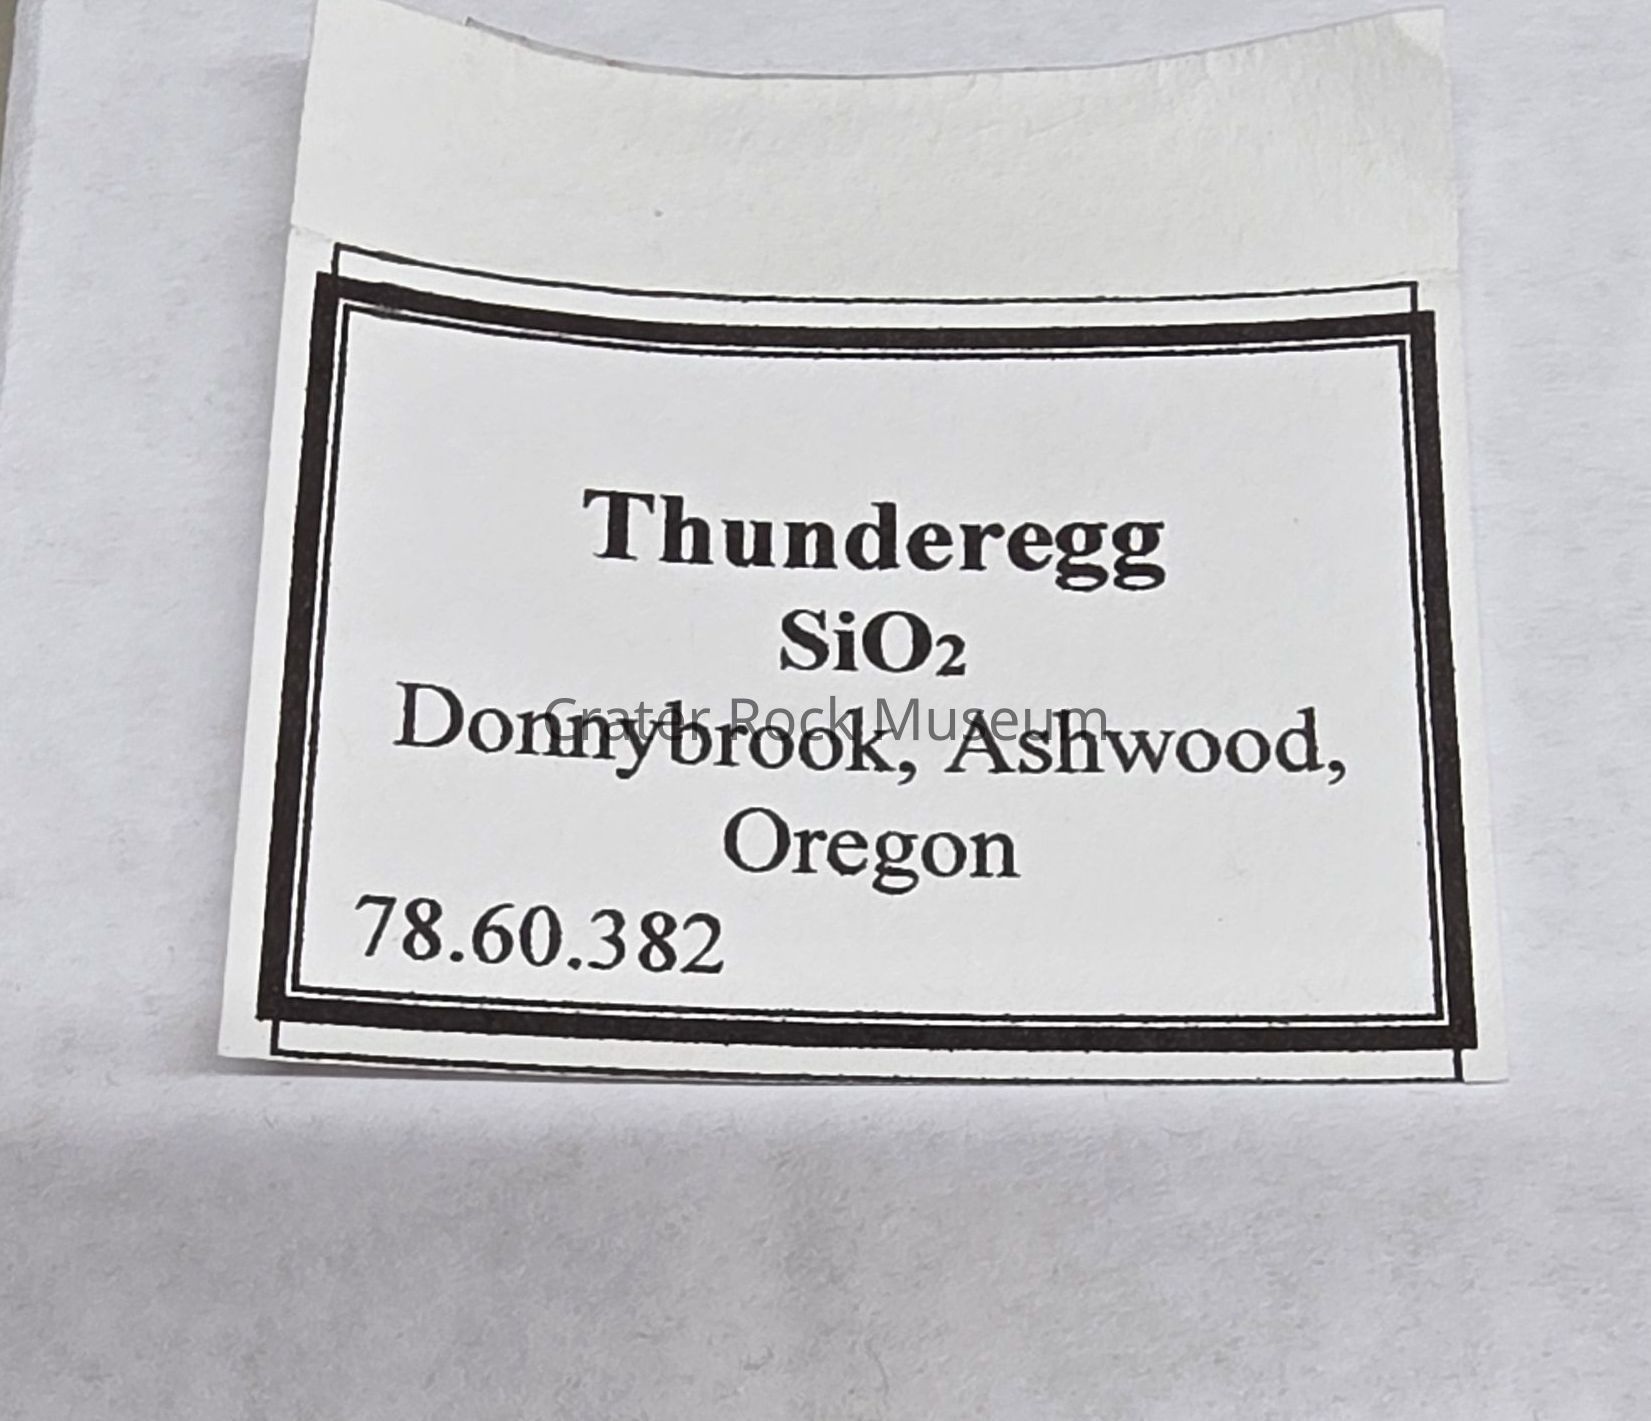 Thunderegg
SiO₂
Donnybrook, Ashwood,
Crater Rock Museum
Oregon
78.60.382